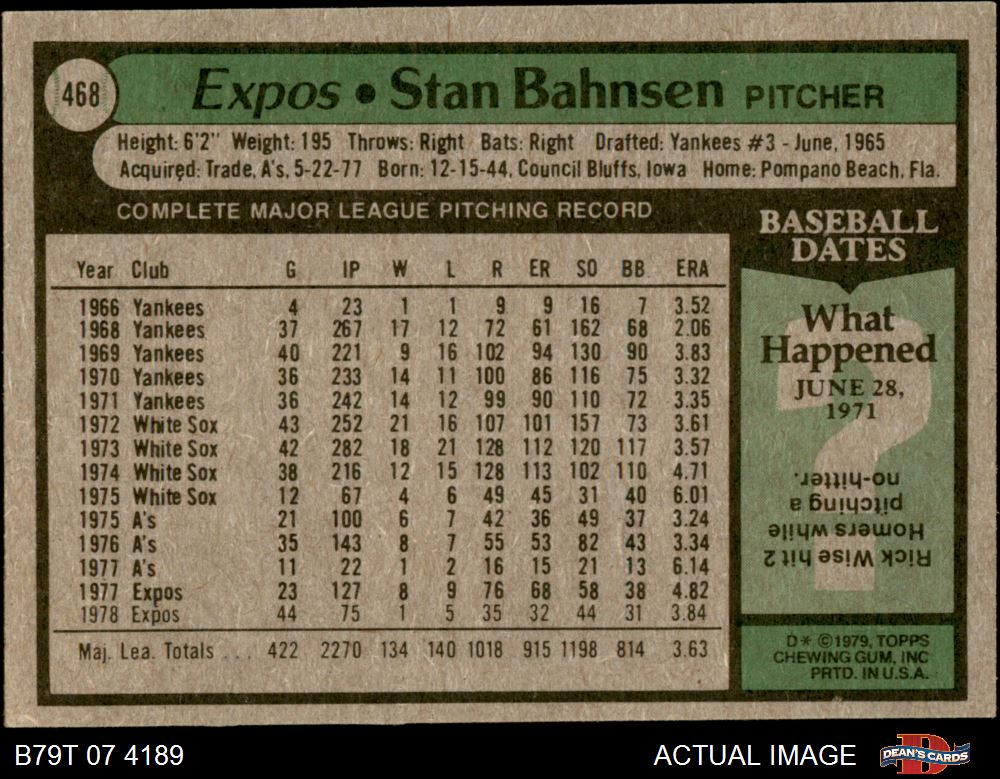 468
Expos • Stan Bahnsen PITCHER
Height: 6'2" Weight: 195 Throws: Right Bats: Right Drafted: Yankees #3 - June, 1965
Acquired: Trade, A's, 5-22-77 Born: 12-15-44, Council Bluffs, Iowa Home: Pompano Beach, Fla.
COMPLETE MAJOR LEAGUE PITCHING RECORD
Year Club G IP W L R ER SO BB ERA
1966 Yankees 4 23 1 1 9 9 16 7 3.52
1968 Yankees 37 267 17 12 72 61 162 68 2.06
1969 Yankees 40 221 9 16 102 94 130 90 3.83
1970 Yankees 36 233 14 11 100 86 116 75 3.32
1971 Yankees 36 242 14 12 99 90 110 72 3.35
1972 White Sox 43 252 21 16 107 101 157 73 3.61
1973 White Sox 42 282 18 21 128 112 120 117 3.57
1974 White Sox 38 216 12 15 128 113 102 110 4.71
1975 White Sox 12 67 4 6 49 45 31 40 6.01
1975 A's 21 100 6 7 42 36 49 37 3.24
1976 A's 35 143 8 7 55 53 82 43 3.34
1977 A's 11 22 1 2 16 15 21 13 6.14
1977 Expos 23 127 8 9 76 68 58 38 4.82
1978 Expos 44 75 1 5 35 32 44 31 3.84
Maj. Lea. Totals . . . 422 2270 134 140 1018 915 1198 814 3.63
BASEBALL
DATES
What
Happened
JUNE 28,
1971
?
Rick Wise hit 2
Homers while
pitching a
no-hitter.
D* ©1979, TOPPS
CHEWING GUM, INC
PRTD. IN U.S.A.
B79T 07 4189
ACTUAL IMAGE
D
DEAN'S CARDS